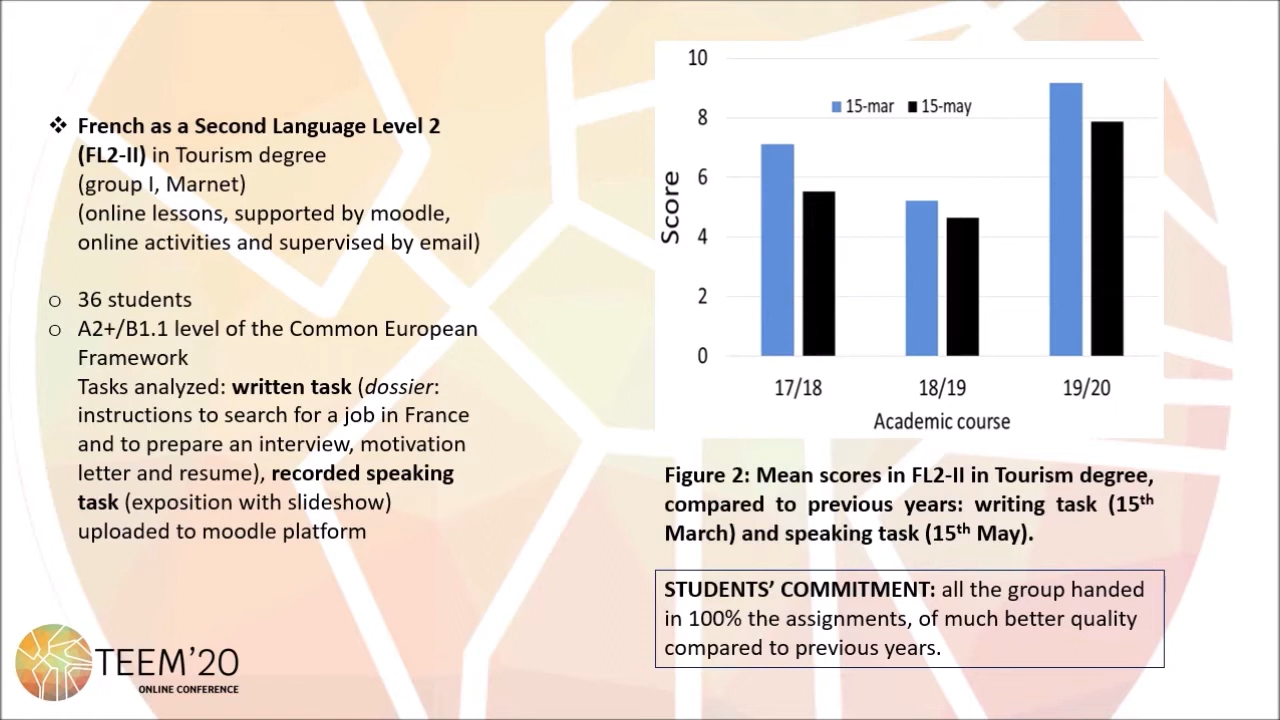 ❖ French as a Second Language Level 2
(FL2-II) in Tourism degree
(group I, Marnet)
(online lessons, supported by moodle,
online activities and supervised by email)
o 36 students
o A2+/B1.1 level of the Common European
Framework
Tasks analyzed: written task (dossier:
instructions to search for a job in France
and to prepare an interview, motivation
letter and resume), recorded speaking
task (exposition with slideshow)
uploaded to moodle platform
TEEM’20
ONLINE CONFERENCE
10
8
6
4
2
0
Score
15-mar 15-may
17/18 18/19 19/20
Academic course
Figure 2: Mean scores in FL2-II in Tourism degree,
compared to previous years: writing task (15th
March) and speaking task (15th May).
STUDENTS’ COMMITMENT: all the group handed
in 100% the assignments, of much better quality
compared to previous years.